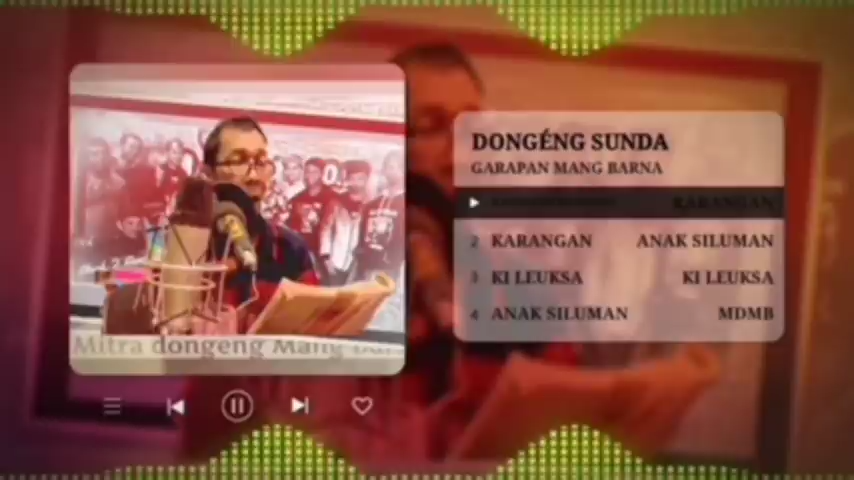 DONGÉNG SUNDA
GARAPAN MANG BARNA
KARANGAN
2 KARANGAN ANAK SILUMAN
3 KI LEUKSA KI LEUKSA
4 ANAK SILUMAN MDMB
Mitra dongeng Mang